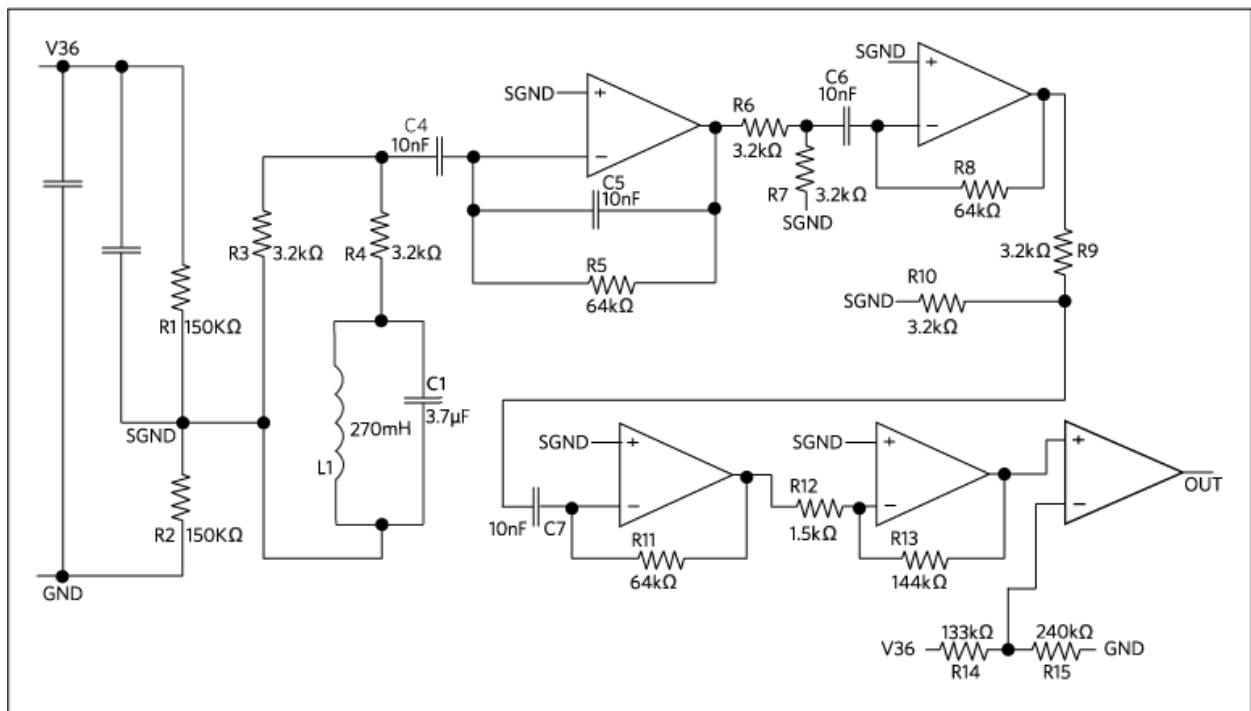 V36
SGND
+
−
C4
10nF
C5
10nF
R5
64kΩ
R6
3.2kΩ
R7
3.2kΩ
SGND
C6
10nF
SGND
+
−
R8
64kΩ
3.2kΩ
R9
R10
SGND
3.2kΩ
R3
3.2kΩ
R4
3.2kΩ
R1
150KΩ
SGND
R2
150KΩ
GND
270mH
L1
C1
3.7μF
SGND
+
−
10nF
C7
R11
64kΩ
R12
1.5kΩ
SGND
+
−
R13
144kΩ
+
−
OUT
V36
133kΩ
R14
240kΩ
R15
GND